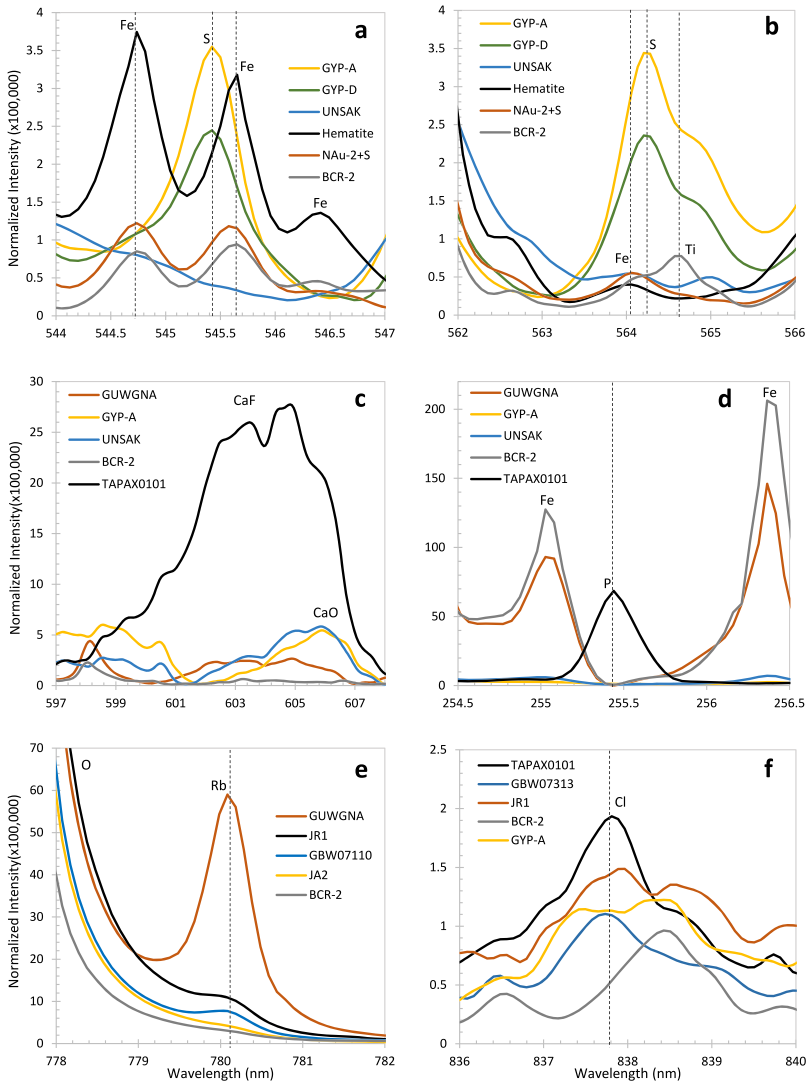 a
Normalized Intensity (x100,000)
4
3.5
3
2.5
2
1.5
1
0.5
0
544
544.5
545
545.5
546
546.5
547
Fe
S
Fe
Fe
GYP-A
GYP-D
UNSAK
Hematite
NAu-2+S
BCR-2
b
4
3.5
3
2.5
2
1.5
1
0.5
0
562
563
564
565
566
S
Fe
Ti
GYP-A
GYP-D
UNSAK
Hematite
NAu-2+S
BCR-2
c
Normalized Intensity(x100,000)
30
25
20
15
10
5
0
597
599
601
603
605
607
CaF
CaO
GUWGNA
GYP-A
UNSAK
BCR-2
TAPAX0101
d
200
150
100
50
0
254.5
255
255.5
256
256.5
Fe
P
Fe
GUWGNA
GYP-A
UNSAK
BCR-2
TAPAX0101
e
Normalized Intensity(x100,000)
70
60
50
40
30
20
10
0
778
779
780
781
782
Wavelength (nm)
O
Rb
GUWGNA
JR1
GBW07110
JA2
BCR-2
f
2.5
2
1.5
1
0.5
0
836
837
838
839
840
Wavelength (nm)
Cl
TAPAX0101
GBW07313
JR1
BCR-2
GYP-A